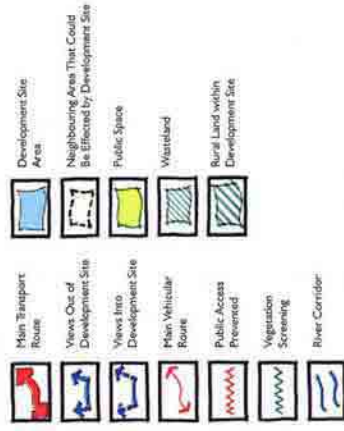 Main Transport
Route
Views Out of
Development Site
Views Into
Development Site
Main Vehicular
Route
Public Access
Prevented
Vegetation
Screening
River Corridor
Development Site
Area
Neighbouring Area That Could
Be Effected by Development Site
Public Space
Wasteland
Rural Land within
Development Site